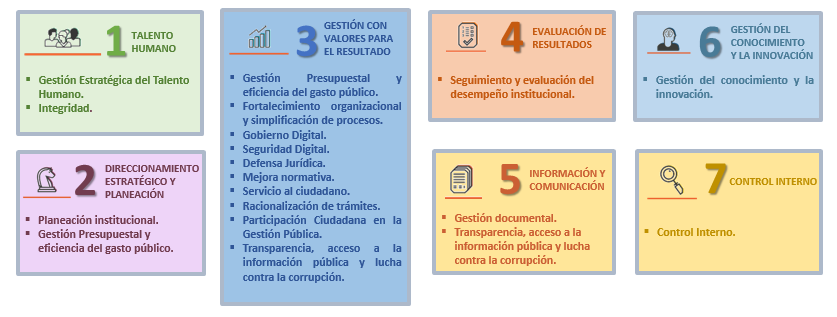 1 TALENTO
HUMANO
Gestión Estratégica del Talento
Humano.
Integridad.
2 DIRECCIONAMIENTO
ESTRATÉGICO Y
PLANEACIÓN
Planeación institucional.
Gestión Presupuestal y
eficiencia del gasto público.
3 GESTIÓN CON
VALORES PARA
EL RESULTADO
Gestión Presupuestal y
eficiencia del gasto público.
Fortalecimiento organizacional
y simplificación de procesos.
Gobierno Digital.
Seguridad Digital.
Defensa Jurídica.
Mejora normativa.
Servicio al ciudadano.
Racionalización de trámites.
Participación Ciudadana en la
Gestión Pública.
Transparencia, acceso a la
información pública y lucha
contra la corrupción.
4 EVALUACIÓN DE
RESULTADOS
Seguimiento y evaluación del
desempeño institucional.
5 INFORMACIÓN Y
COMUNICACIÓN
Gestión documental.
Transparencia, acceso a la
información pública y lucha
contra la corrupción.
6 GESTIÓN DEL
CONOCIMIENTO
Y LA INNOVACIÓN
Gestión del conocimiento y la
innovación.
7 CONTROL INTERNO
Control Interno.